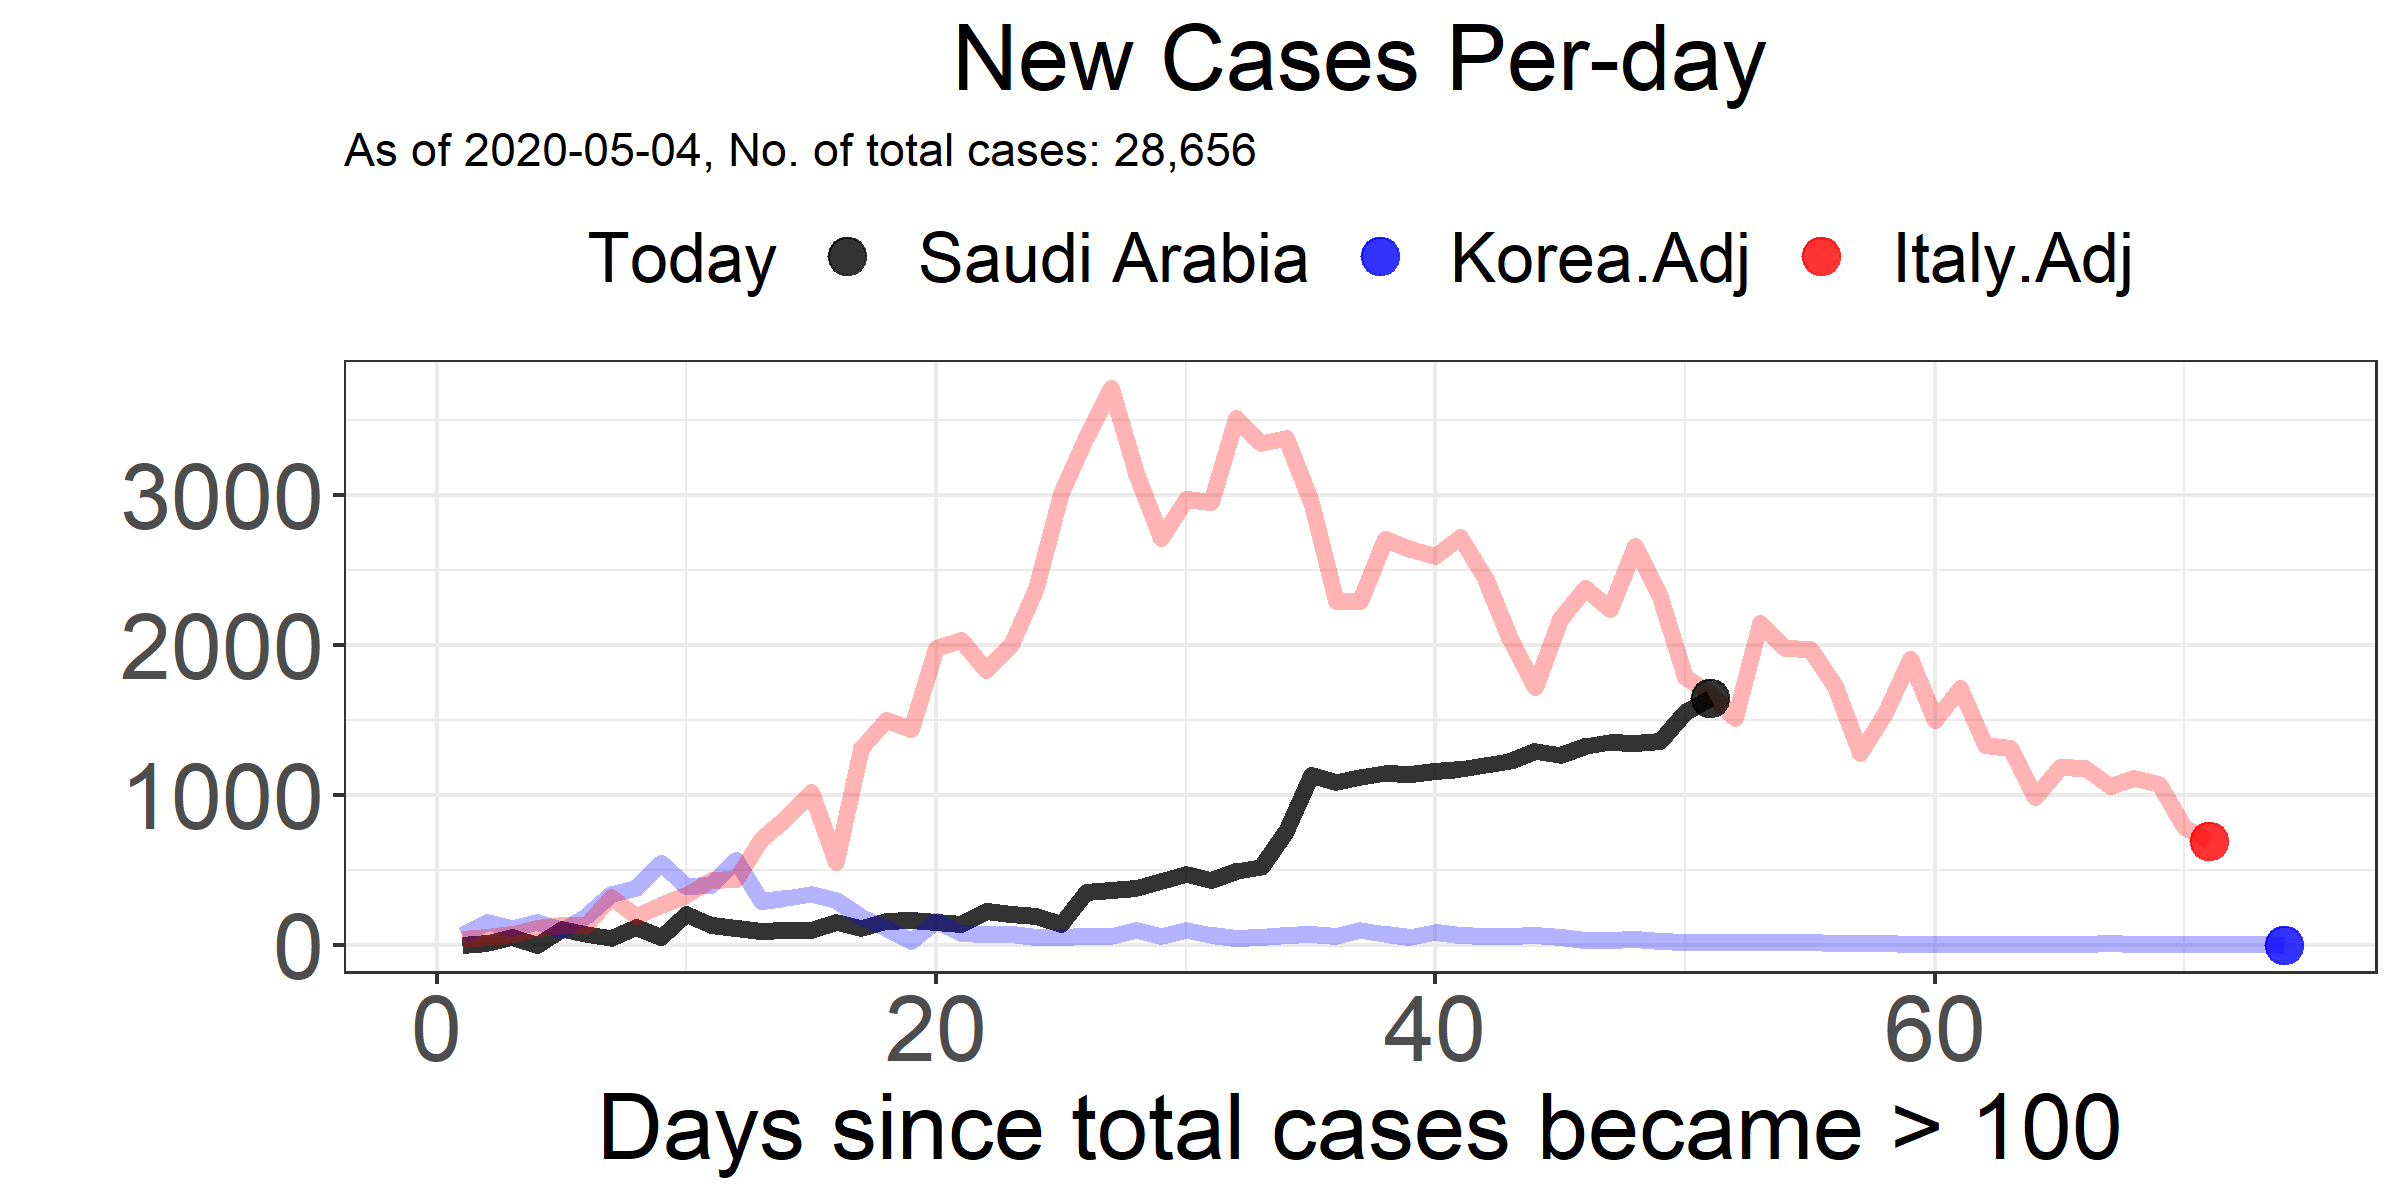 New Cases Per-day
As of 2020-05-04, No. of total cases: 28,656
Today Saudi Arabia Korea.Adj Italy.Adj
3000
2000
1000
0
0 20 40 60
Days since total cases became > 100